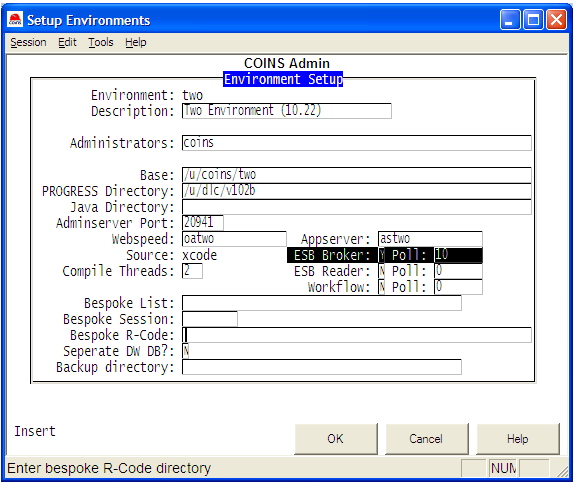 coins Setup Environments
Session Edit Tools Help
COINS Admin
Environment Setup
Environment: two
Description: Two Environment (10.22)
Administrators: coins
Base: /u/coins/two
PROGRESS Directory: /u/dlc/v102b
Java Directory:
Adminserver Port: 20941
Webspeed: oatwo Appserver: astwo
Source: xcode ESB Broker: Y Poll: 10
Compile Threads: 2 ESB Reader: N Poll: 0
Workflow: N Poll: 0
Bespoke List:
Bespoke Session:
Bespoke R-Code:
Seperate DW DB?: N
Backup directory:
Insert
OK Cancel Help
Enter bespoke R-Code directory NUM